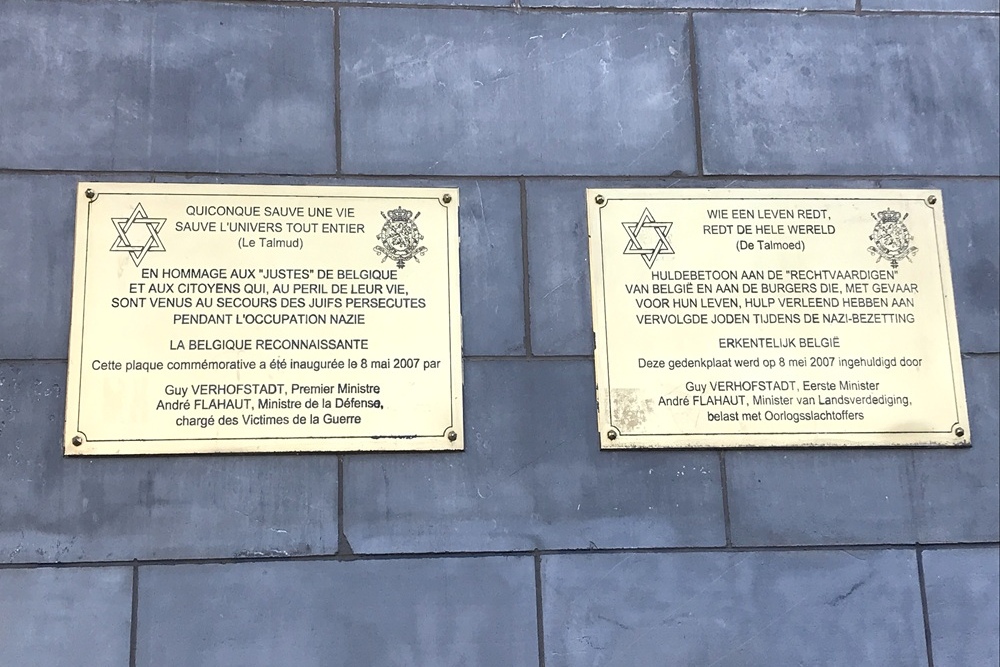 QUICONQUE SAUVE UNE VIE
SAUVE L'UNIVERS TOUT ENTIER
(Le Talmud)
EN HOMMAGE AUX "JUSTES" DE BELGIQUE
ET AUX CITOYENS QUI, AU PERIL DE LEUR VIE,
SONT VENUS AU SECOURS DES JUIFS PERSECUTES
PENDANT L'OCCUPATION NAZIE
LA BELGIQUE RECONNAISSANTE
Cette plaque commémorative a été inaugurée le 8 mai 2007 par
Guy VERHOFSTADT, Premier Ministre
André FLAHAUT, Ministre de la Défense,
chargé des Victimes de la Guerre
WIE EEN LEVEN REDT,
REDT DE HELE WERELD
(De Talmoed)
HULDEBETOON AAN DE "RECHTVAARDIGEN"
VAN BELGIË EN AAN DE BURGERS DIE, MET GEVAAR
VOOR HUN LEVEN, HULP VERLEEND HEBBEN AAN
VERVOLGDE JODEN TIJDENS DE NAZI-BEZETTING
ERKENTELIJK BELGIË
Deze gedenkplaat werd op 8 mei 2007 ingehuldigd door
Guy VERHOFSTADT, Eerste Minister
André FLAHAUT, Minister van Landsverdediging,
belast met Oorlogsslachtoffers